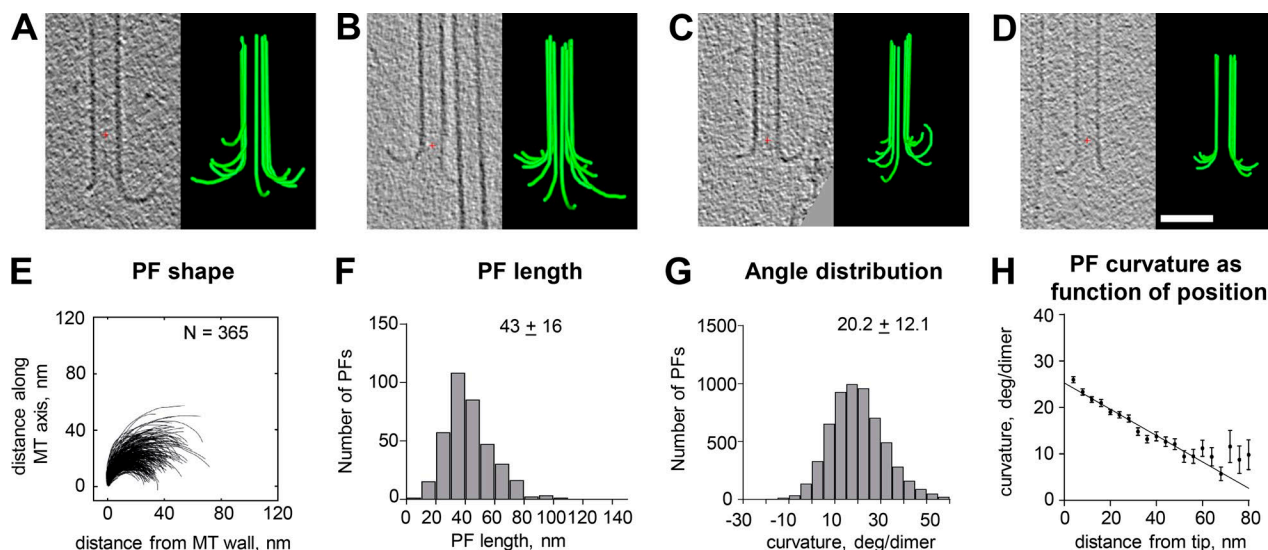 A
B
C
D
E
PF shape
120
80
40
0
0
40
80
120
N = 365
distance along
MT axis, nm
distance from MT wall, nm
F
PF length
43 ± 16
150
100
50
0
0
20
40
60
80
100
120
140
Number of PFs
PF length, nm
G
Angle distribution
20.2 ± 12.1
1500
1000
500
0
-30
-10
10
30
50
Number of PFs
curvature, deg/dimer
H
PF curvature as
function of position
40
30
20
10
0
0
20
40
60
80
curvature, deg/dimer
distance from tip, nm